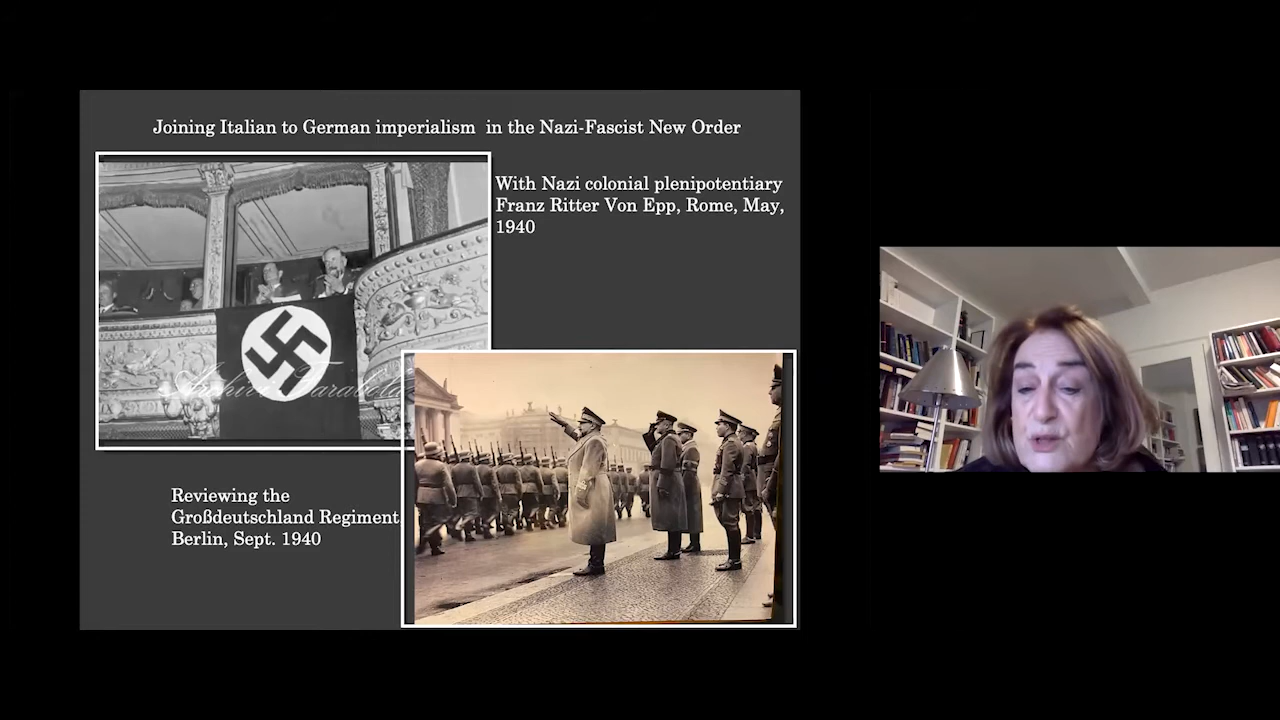 Joining Italian to German imperialism in the Nazi-Fascist New Order
With Nazi colonial plenipotentiary
Franz Ritter Von Epp, Rome, May,
1940
Reviewing the
Großdeutschland Regiment
Berlin, Sept. 1940